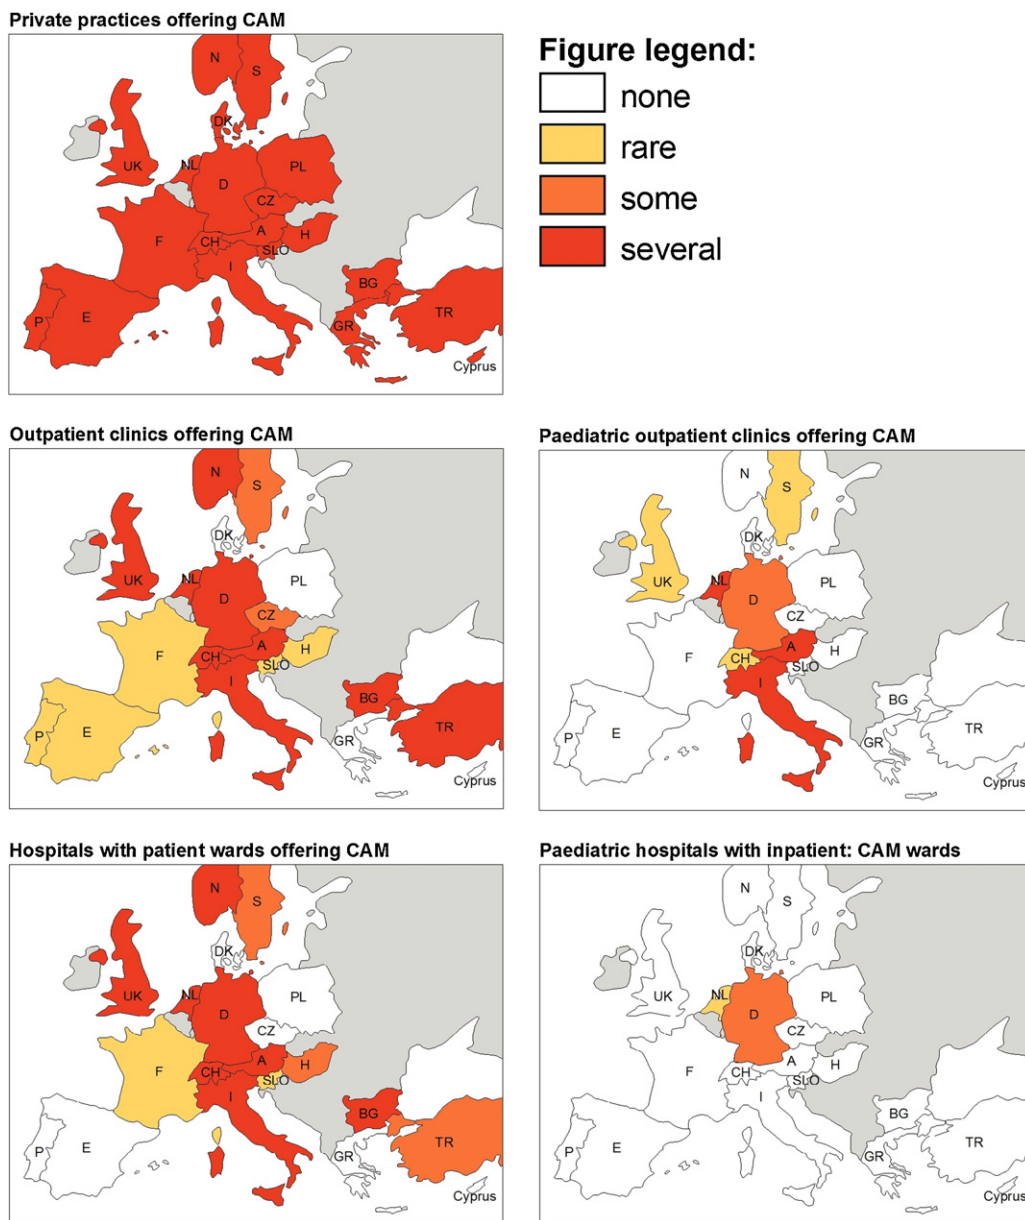 Private practices offering CAM
N
S
DK
UK
NL
D
PL
CZ
F
CH
A
H
SLO
I
BG
P
E
GR
TR
Cyprus
Figure legend:
none
rare
some
several
Outpatient clinics offering CAM
N
S
DK
UK
NL
D
PL
CZ
F
CH
A
H
SLO
I
BG
P
E
GR
TR
Cyprus
Paediatric outpatient clinics offering CAM
N
S
DK
UK
NL
D
PL
CZ
F
CH
A
H
SLO
I
BG
P
E
GR
TR
Cyprus
Hospitals with patient wards offering CAM
N
S
DK
UK
NL
D
PL
CZ
F
CH
A
H
SLO
I
BG
P
E
GR
TR
Cyprus
Paediatric hospitals with inpatient: CAM wards
N
S
DK
UK
NL
D
PL
CZ
F
CH
A
H
SLO
I
BG
P
E
GR
TR
Cyprus